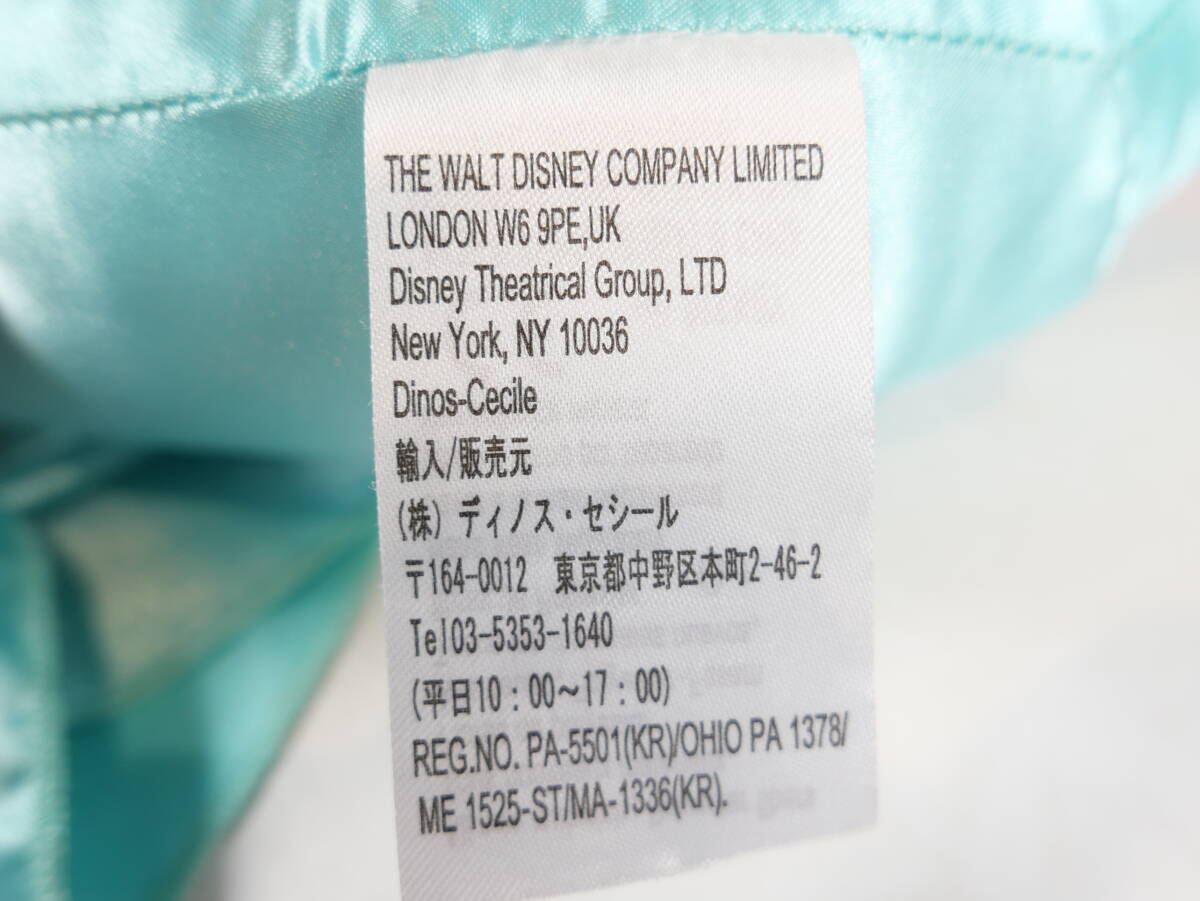 THE WALT DISNEY COMPANY LIMITED
LONDON W6 9PE,UK
Disney Theatrical Group, LTD
New York, NY 10036
Dinos-Cecile
輸入/販売元
(株) ディノス・セシール
〒164-0012 東京都中野区本町2-46-2
Tel03-5353-1640
(平日10：00～17：00)
REG.NO. PA-5501(KR)/OHIO PA 1378/
ME 1525-ST/MA-1336(KR).